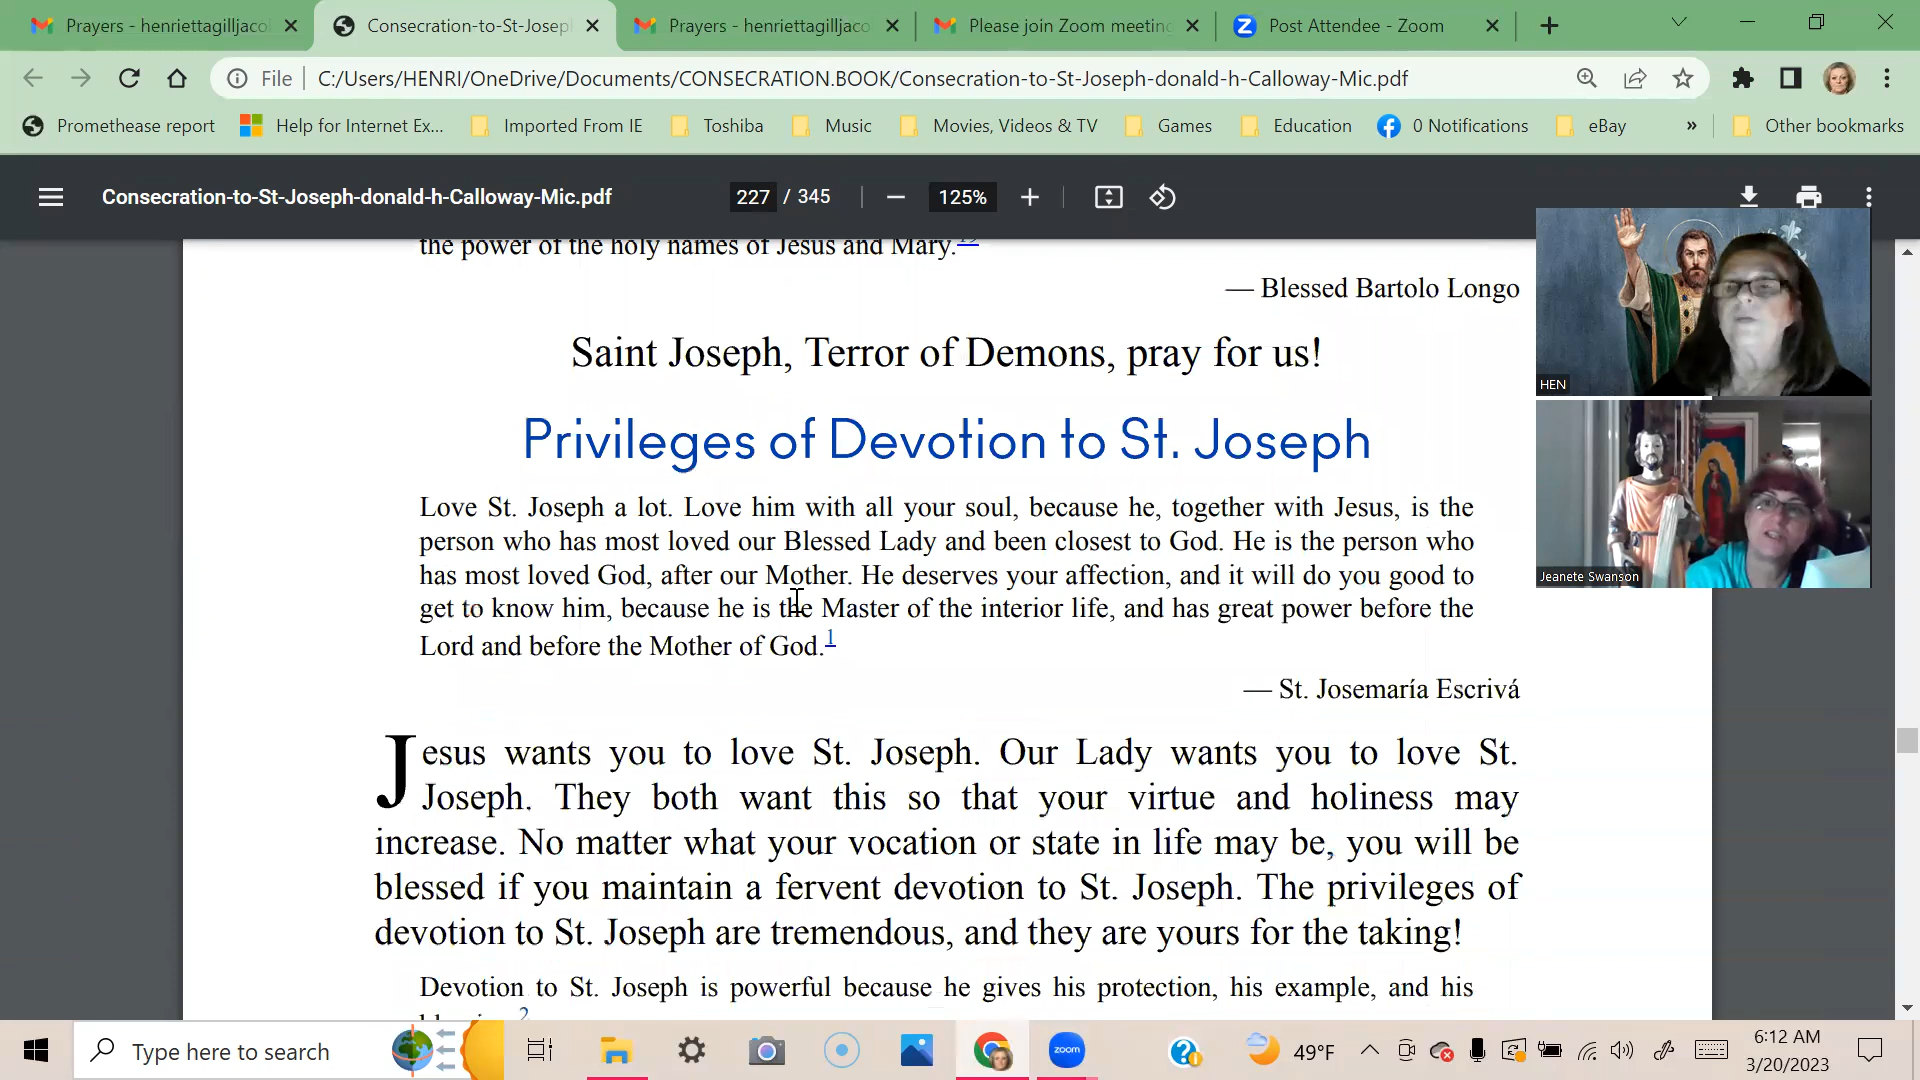 Prayers - henriettagilljaco
Consecration-to-St-Joseph
Prayers - henriettagilljaco
Please join Zoom meeting
Post Attendee - Zoom
File
C:/Users/HENRI/OneDrive/Documents/CONSECRATION.BOOK/Consecration-to-St-Joseph-donald-h-Calloway-Mic.pdf
Promethease report
Help for Internet Ex...
Imported From IE
Toshiba
Music
Movies, Videos & TV
Games
Education
0 Notifications
eBay
»
Other bookmarks
Consecration-to-St-Joseph-donald-h-Calloway-Mic.pdf
227 / 345
125%
the power of the holy names of Jesus and Mary.
— Blessed Bartolo Longo
Saint Joseph, Terror of Demons, pray for us!
Privileges of Devotion to St. Joseph
Love St. Joseph a lot. Love him with all your soul, because he, together with Jesus, is the
person who has most loved our Blessed Lady and been closest to God. He is the person who
has most loved God, after our Mother. He deserves your affection, and it will do you good to
get to know him, because he is the Master of the interior life, and has great power before the
Lord and before the Mother of God.1
— St. Josemaría Escrivá
Jesus wants you to love St. Joseph. Our Lady wants you to love St.
Joseph. They both want this so that your virtue and holiness may
increase. No matter what your vocation or state in life may be, you will be
blessed if you maintain a fervent devotion to St. Joseph. The privileges of
devotion to St. Joseph are tremendous, and they are yours for the taking!
Devotion to St. Joseph is powerful because he gives his protection, his example, and his
2
HEN
Jeanete Swanson
Type here to search
zoom
49°F
6:12 AM
3/20/2023